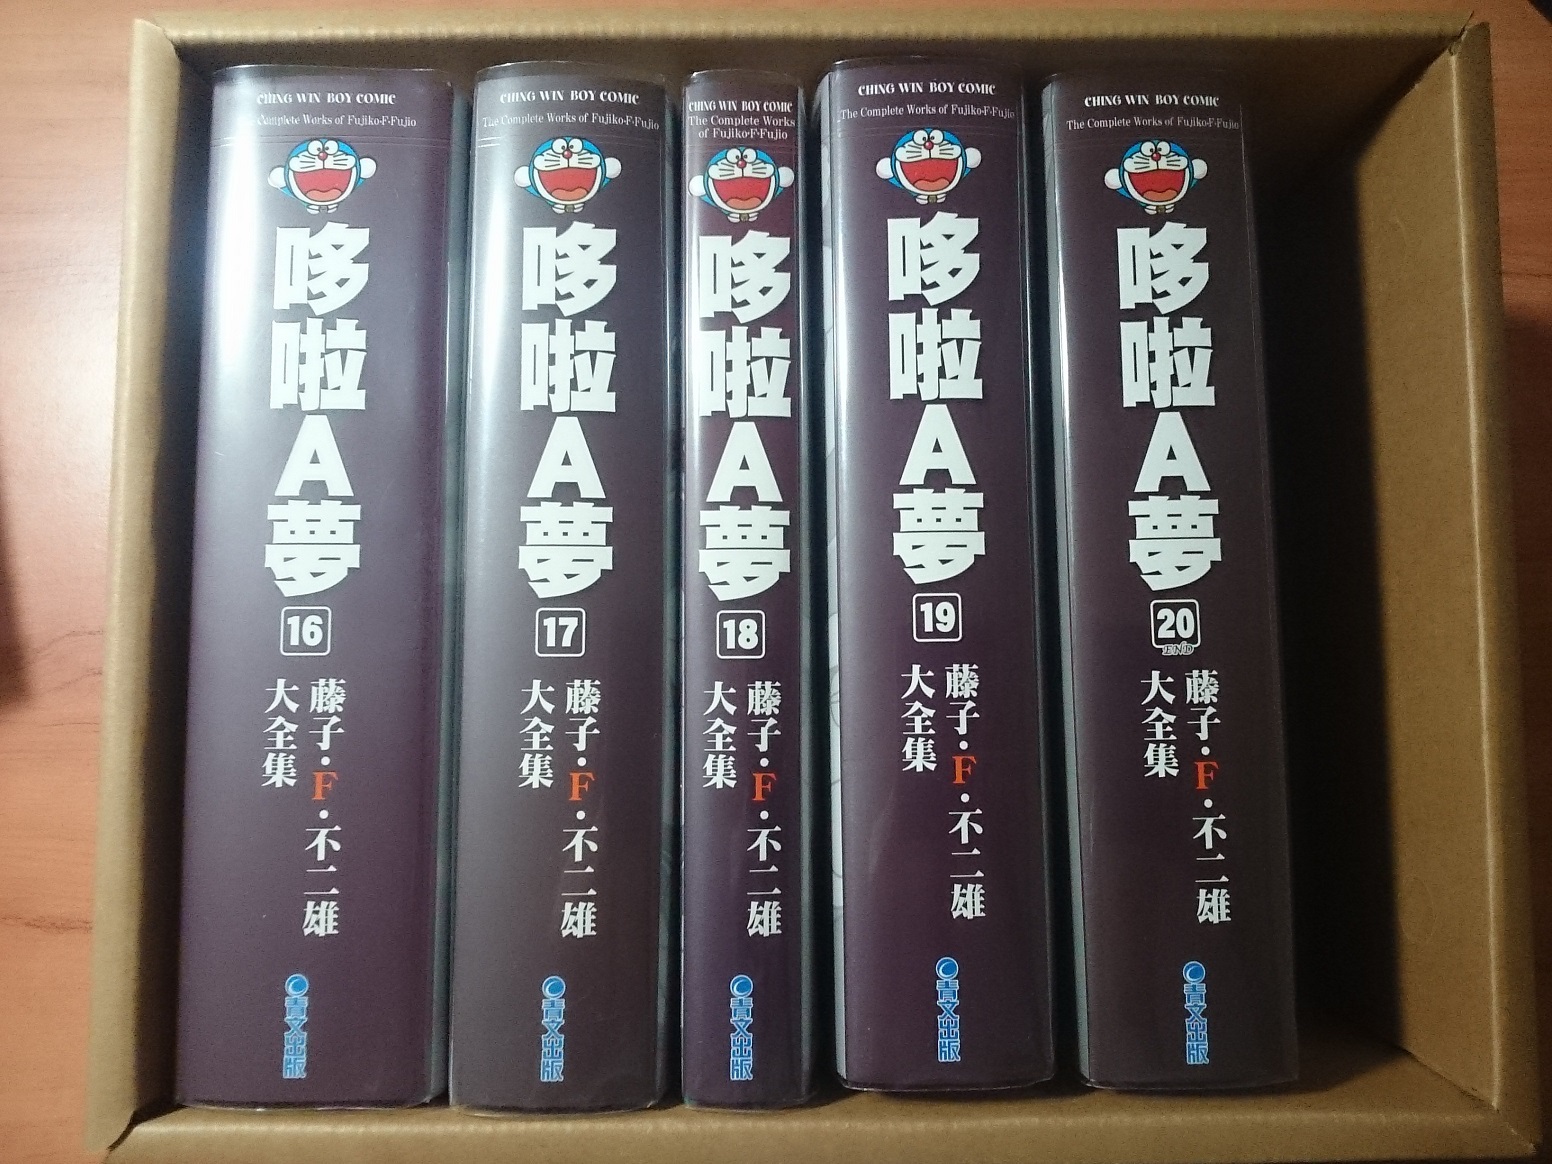 CHING WIN BOY COMIC
Complete Works of Fujiko·F·Fujio
哆啦A夢
16
藤子・F・不二雄
大全集
青文出版
CHING WIN BOY COMIC
The Complete Works of Fujiko·F·Fujio
哆啦A夢
17
藤子・F・不二雄
大全集
青文出版
CHING WIN BOY COMIC
The Complete Works
of Fujiko·F·Fujio
哆啦A夢
18
藤子・F・不二雄
大全集
青文出版
CHING WIN BOY COMIC
The Complete Works of Fujiko·F·Fujio
哆啦A夢
19
藤子・F・不二雄
大全集
青文出版
CHING WIN BOY COMIC
The Complete Works of Fujiko·F·Fujio
哆啦A夢
20
END
藤子・F・不二雄
大全集
青文出版